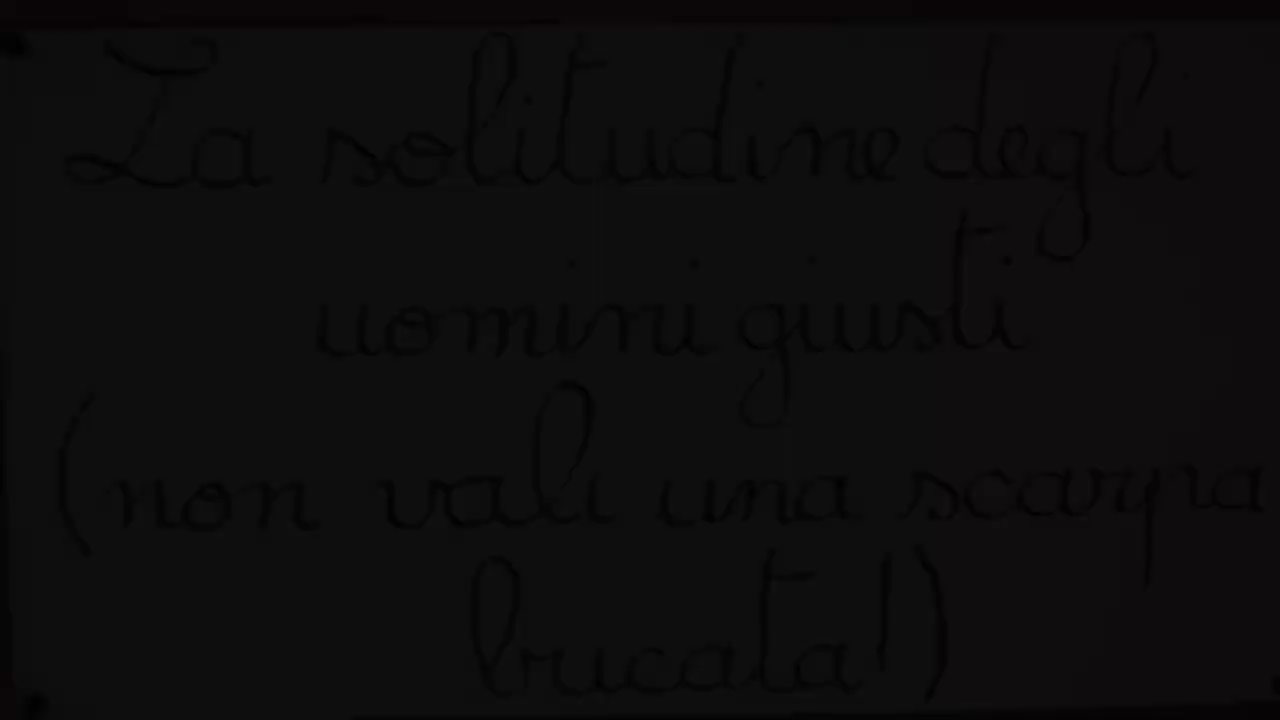 La solitudine degli
uomini giusti
(non vali una scarpa
bucata!)